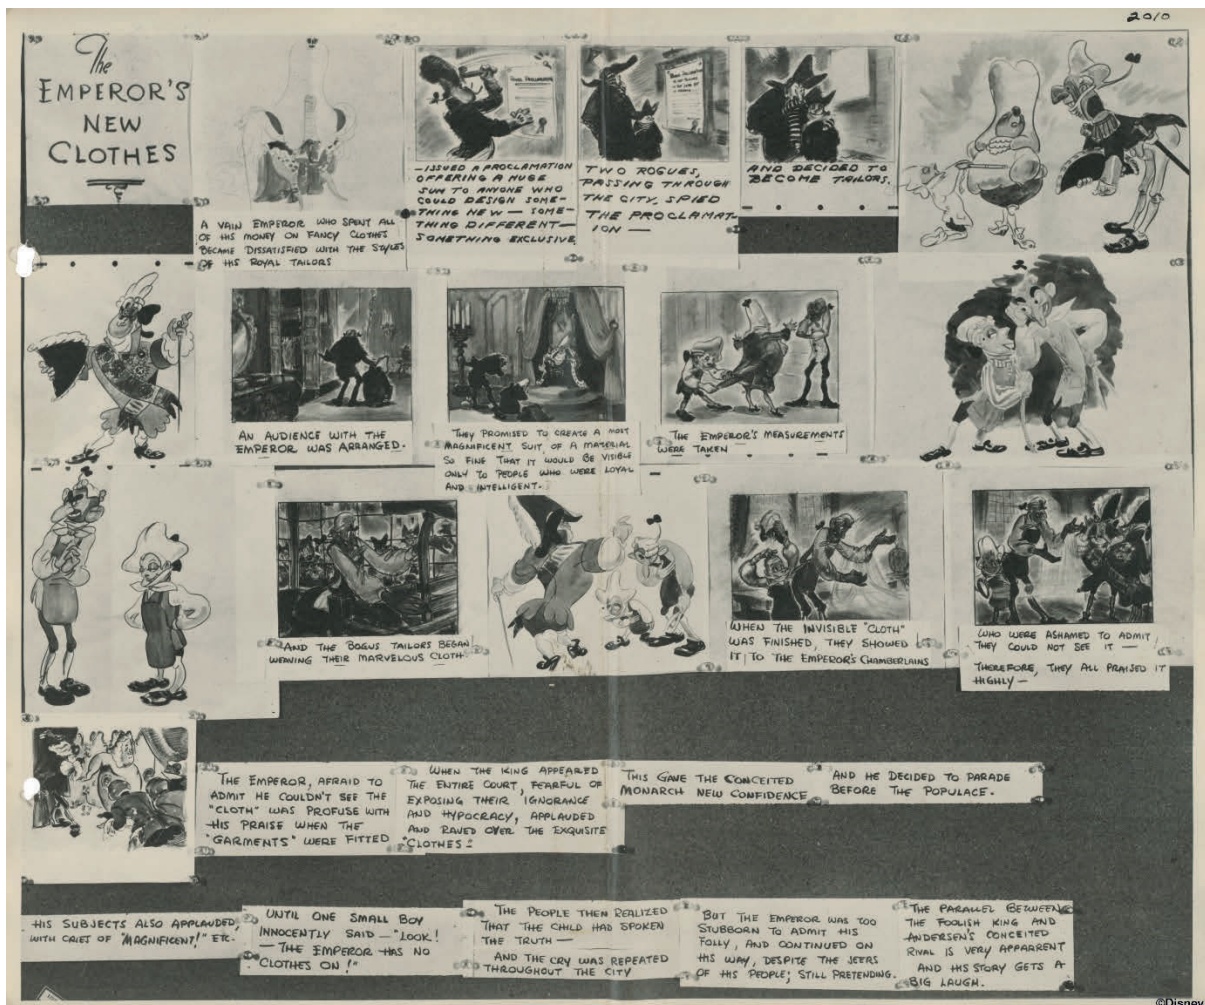 2010
The
EMPEROR'S
NEW
CLOTHES
A VAIN EMPEROR WHO SPENT ALL
OF HIS MONEY ON FANCY CLOTHES
BECAME DISSATISFIED WITH THE STYLES
OF HIS ROYAL TAILORS
—ISSUED A PROCLAMATION
OFFERING A HUGE
SUM TO ANYONE WHO
COULD DESIGN SOME-
THING NEW — SOME-
THING DIFFERENT—
SOMETHING EXCLUSIVE.
TWO ROGUES,
PASSING THROUGH
THE CITY, SPIED
THE PROCLAMAT-
ION —
AND DECIDED TO
BECOME TAILORS.
AN AUDIENCE WITH THE
EMPEROR WAS ARRANGED.
THEY PROMISED TO CREATE A MOST
MAGNIFICENT SUIT OF A MATERIAL
SO FINE THAT IT WOULD BE VISIBLE
ONLY TO PEOPLE WHO WERE LOYAL
AND INTELLIGENT.
THE EMPEROR'S MEASUREMENTS
WERE TAKEN
AND THE BOGUS TAILORS BEGAN
WEAVING THEIR MARVELOUS CLOTH.
WHEN THE INVISIBLE "CLOTH"
WAS FINISHED, THEY SHOWED
IT TO THE EMPEROR'S CHAMBERLAINS
WHO WERE ASHAMED TO ADMIT
THEY COULD NOT SEE IT —
THEREFORE, THEY ALL PRAISED IT
HIGHLY —
THE EMPEROR, AFRAID TO
ADMIT HE COULDN'T SEE THE
"CLOTH" WAS PROFUSE WITH
HIS PRAISE WHEN THE
"GARMENTS" WERE FITTED
WHEN THE KING APPEARED
THE ENTIRE COURT, FEARFUL OF
EXPOSING THEIR IGNORANCE
AND HYPOCRACY, APPLAUDED
AND RAVED OVER THE EXQUISITE
"CLOTHES"
THIS GAVE THE CONCEITED
MONARCH NEW CONFIDENCE
AND HE DECIDED TO PARADE
BEFORE THE POPULACE.
HIS SUBJECTS ALSO APPLAUDED,
WITH CRIET OF "MAGNIFICENT!" ETC.
UNTIL ONE SMALL BOY
INNOCENTLY SAID — "LOOK!
— THE EMPEROR HAS NO
CLOTHES ON!"
THE PEOPLE THEN REALIZED
THAT THE CHILD HAD SPOKEN
THE TRUTH —
AND THE CRY WAS REPEATED
THROUGHOUT THE CITY
BUT THE EMPEROR WAS TOO
STUBBORN TO ADMIT HIS
FOLLY, AND CONTINUED ON
HIS WAY, DESPITE THE JEERS
OF HIS PEOPLE; STILL PRETENDING.
THE PARALLEL BETWEEN
THE FOOLISH KING AND
ANDERSEN'S CONCEITED
RIVAL IS VERY APPARRENT
AND HIS STORY GETS A
BIG LAUGH.
©Disney